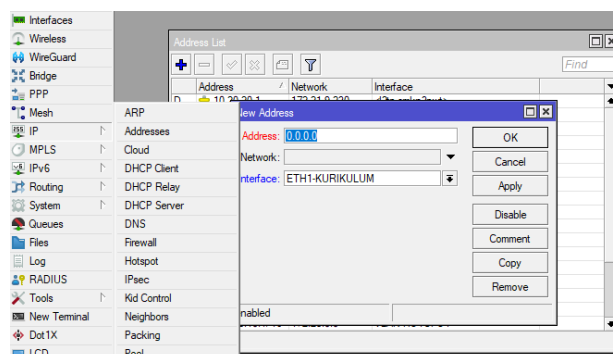 Interfaces
Wireless
WireGuard
Bridge
PPP
Mesh
IP
MPLS
IPv6
Routing
System
Queues
Files
Log
RADIUS
Tools
New Terminal
Dot1X
LCD
ARP
Addresses
Cloud
DHCP Client
DHCP Relay
DHCP Server
DNS
Firewall
Hotspot
IPsec
Kid Control
Neighbors
Packing
Pool
Address List
Find
Address / Network Interface
D
New Address
Address: 0.0.0.0
Network:
Interface: ETH1-KURIKULUM
enabled
OK
Cancel
Apply
Disable
Comment
Copy
Remove